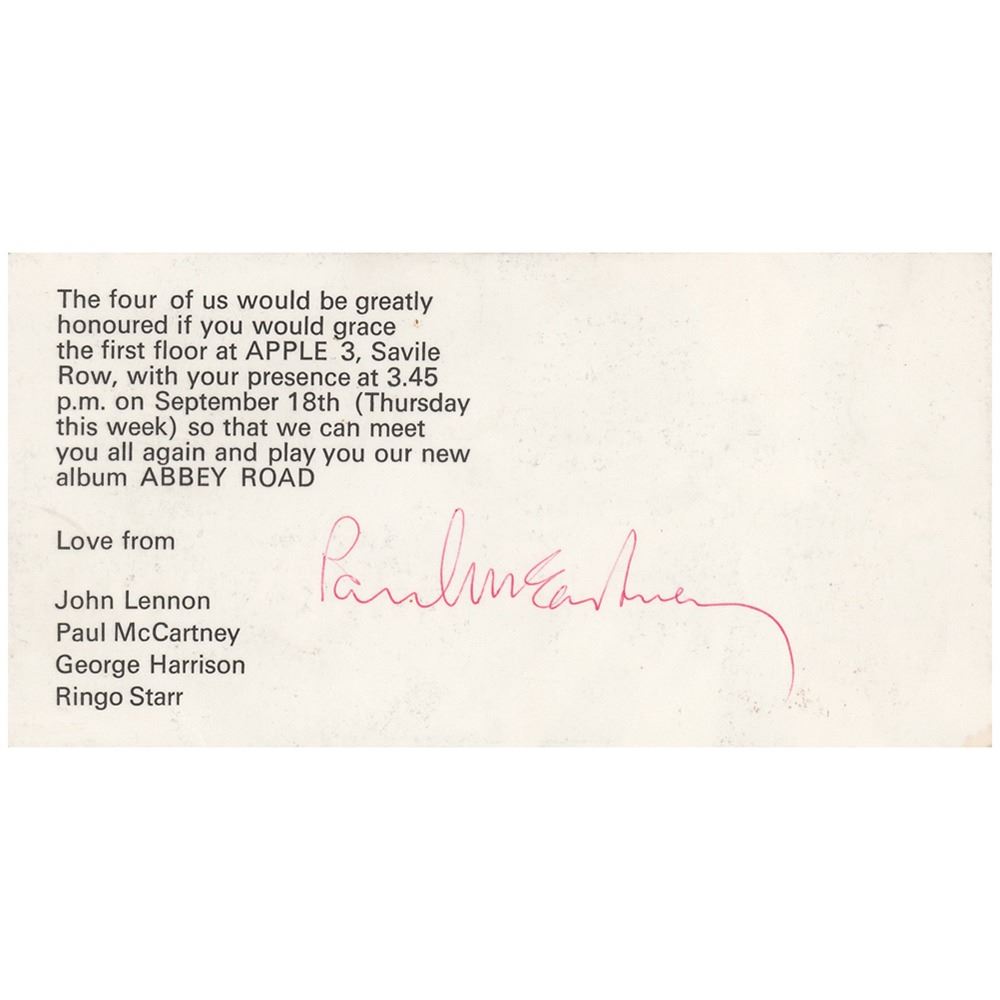 The four of us would be greatly
honoured if you would grace
the first floor at APPLE 3, Savile
Row, with your presence at 3.45
p.m. on September 18th (Thursday
this week) so that we can meet
you all again and play you our new
album ABBEY ROAD
Love from
Paul McCartney
John Lennon
Paul McCartney
George Harrison
Ringo Starr